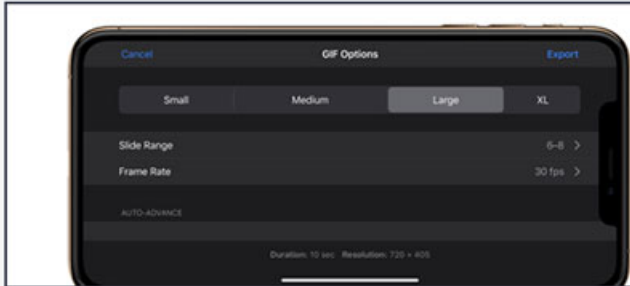 Cancel GIF Options Export
Small Medium Large XL
Slide Range 6–8
Frame Rate 30 fps
AUTO-ADVANCE
Duration: 10 sec Resolution: 720 × 405